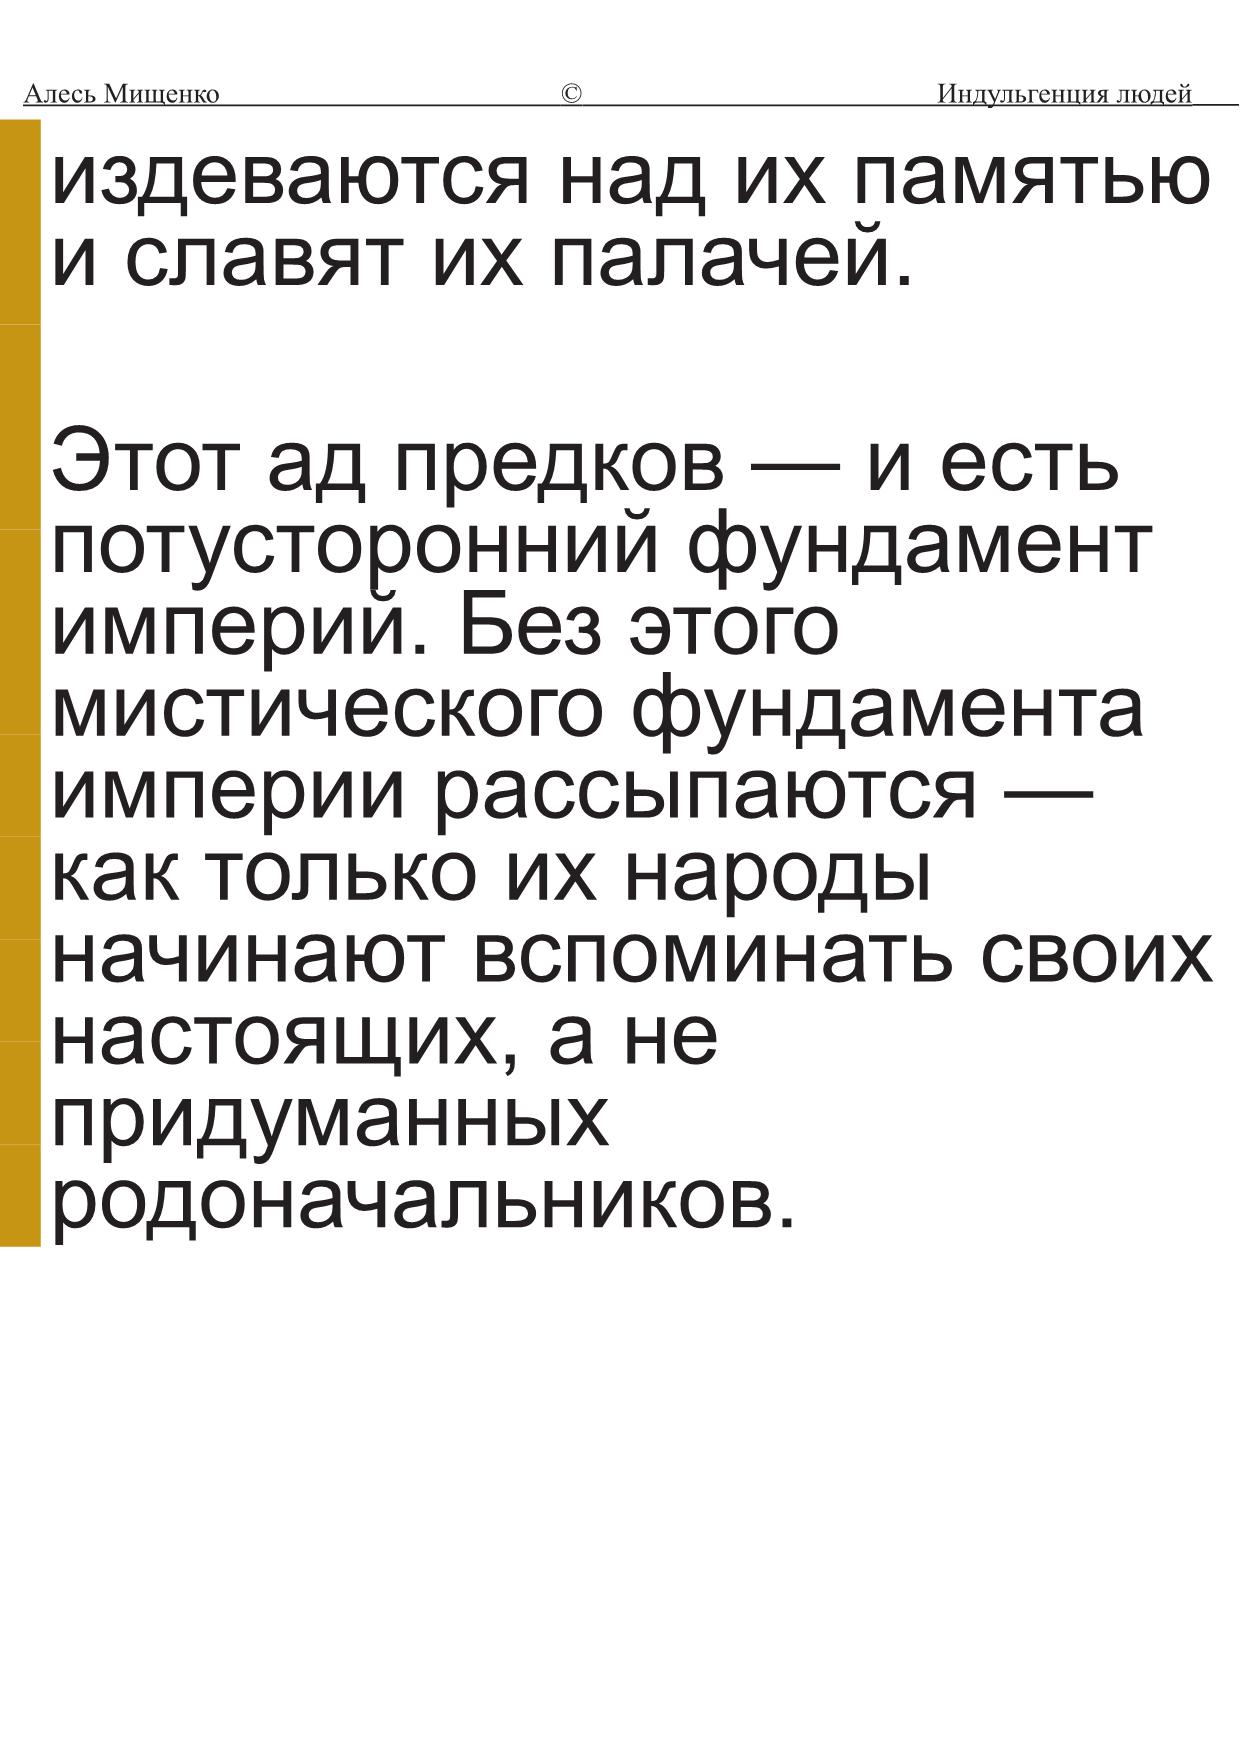 Алесь Мищенко © Индульгенция людей
издеваются над их памятью
и славят их палачей.
Этот ад предков — и есть
потусторонний фундамент
империй. Без этого
мистического фундамента
империи рассыпаются —
как только их народы
начинают вспоминать своих
настоящих, а не
придуманных
родоначальников.